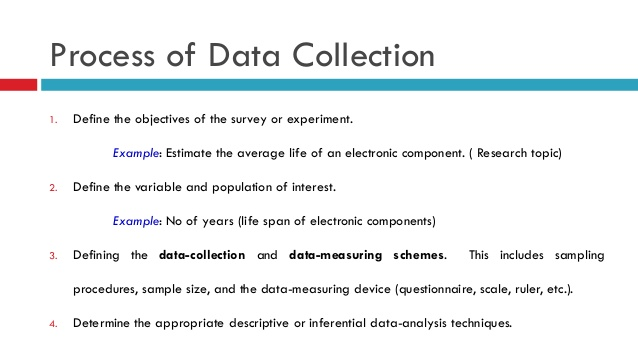 Process of Data Collection
1. Define the objectives of the survey or experiment.
Example: Estimate the average life of an electronic component. ( Research topic)
2. Define the variable and population of interest.
Example: No of years (life span of electronic components)
3. Defining the data-collection and data-measuring schemes. This includes sampling
procedures, sample size, and the data-measuring device (questionnaire, scale, ruler, etc.).
4. Determine the appropriate descriptive or inferential data-analysis techniques.